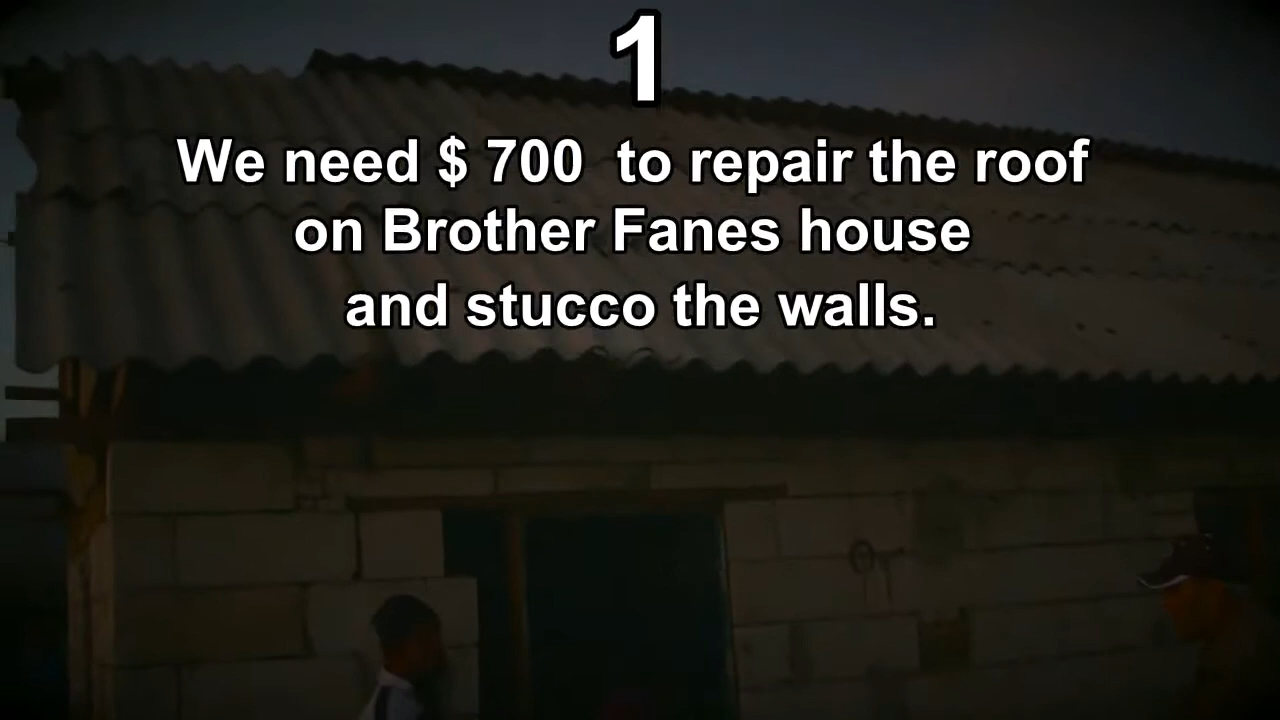 1
We need $ 700  to repair the roof
on Brother Fanes house
and stucco the walls.